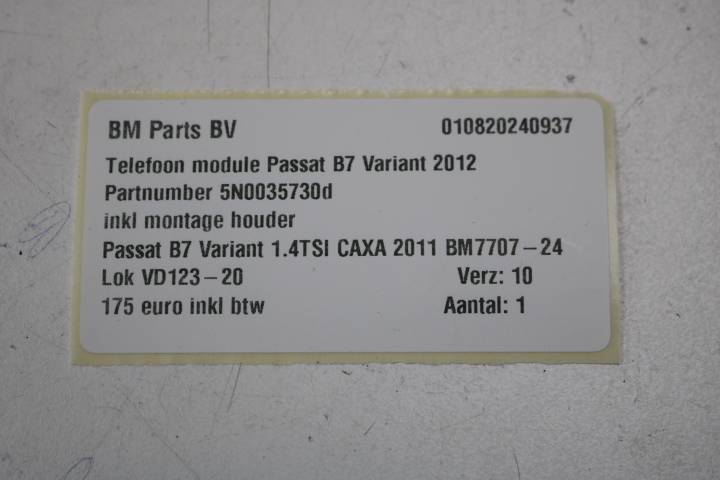 BM Parts BV 010820240937
Telefoon module Passat B7 Variant 2012
Partnumber 5N0035730d
inkl montage houder
Passat B7 Variant 1.4TSI CAXA 2011 BM7707-24
Lok VD123-20 Verz: 10
175 euro inkl btw Aantal: 1